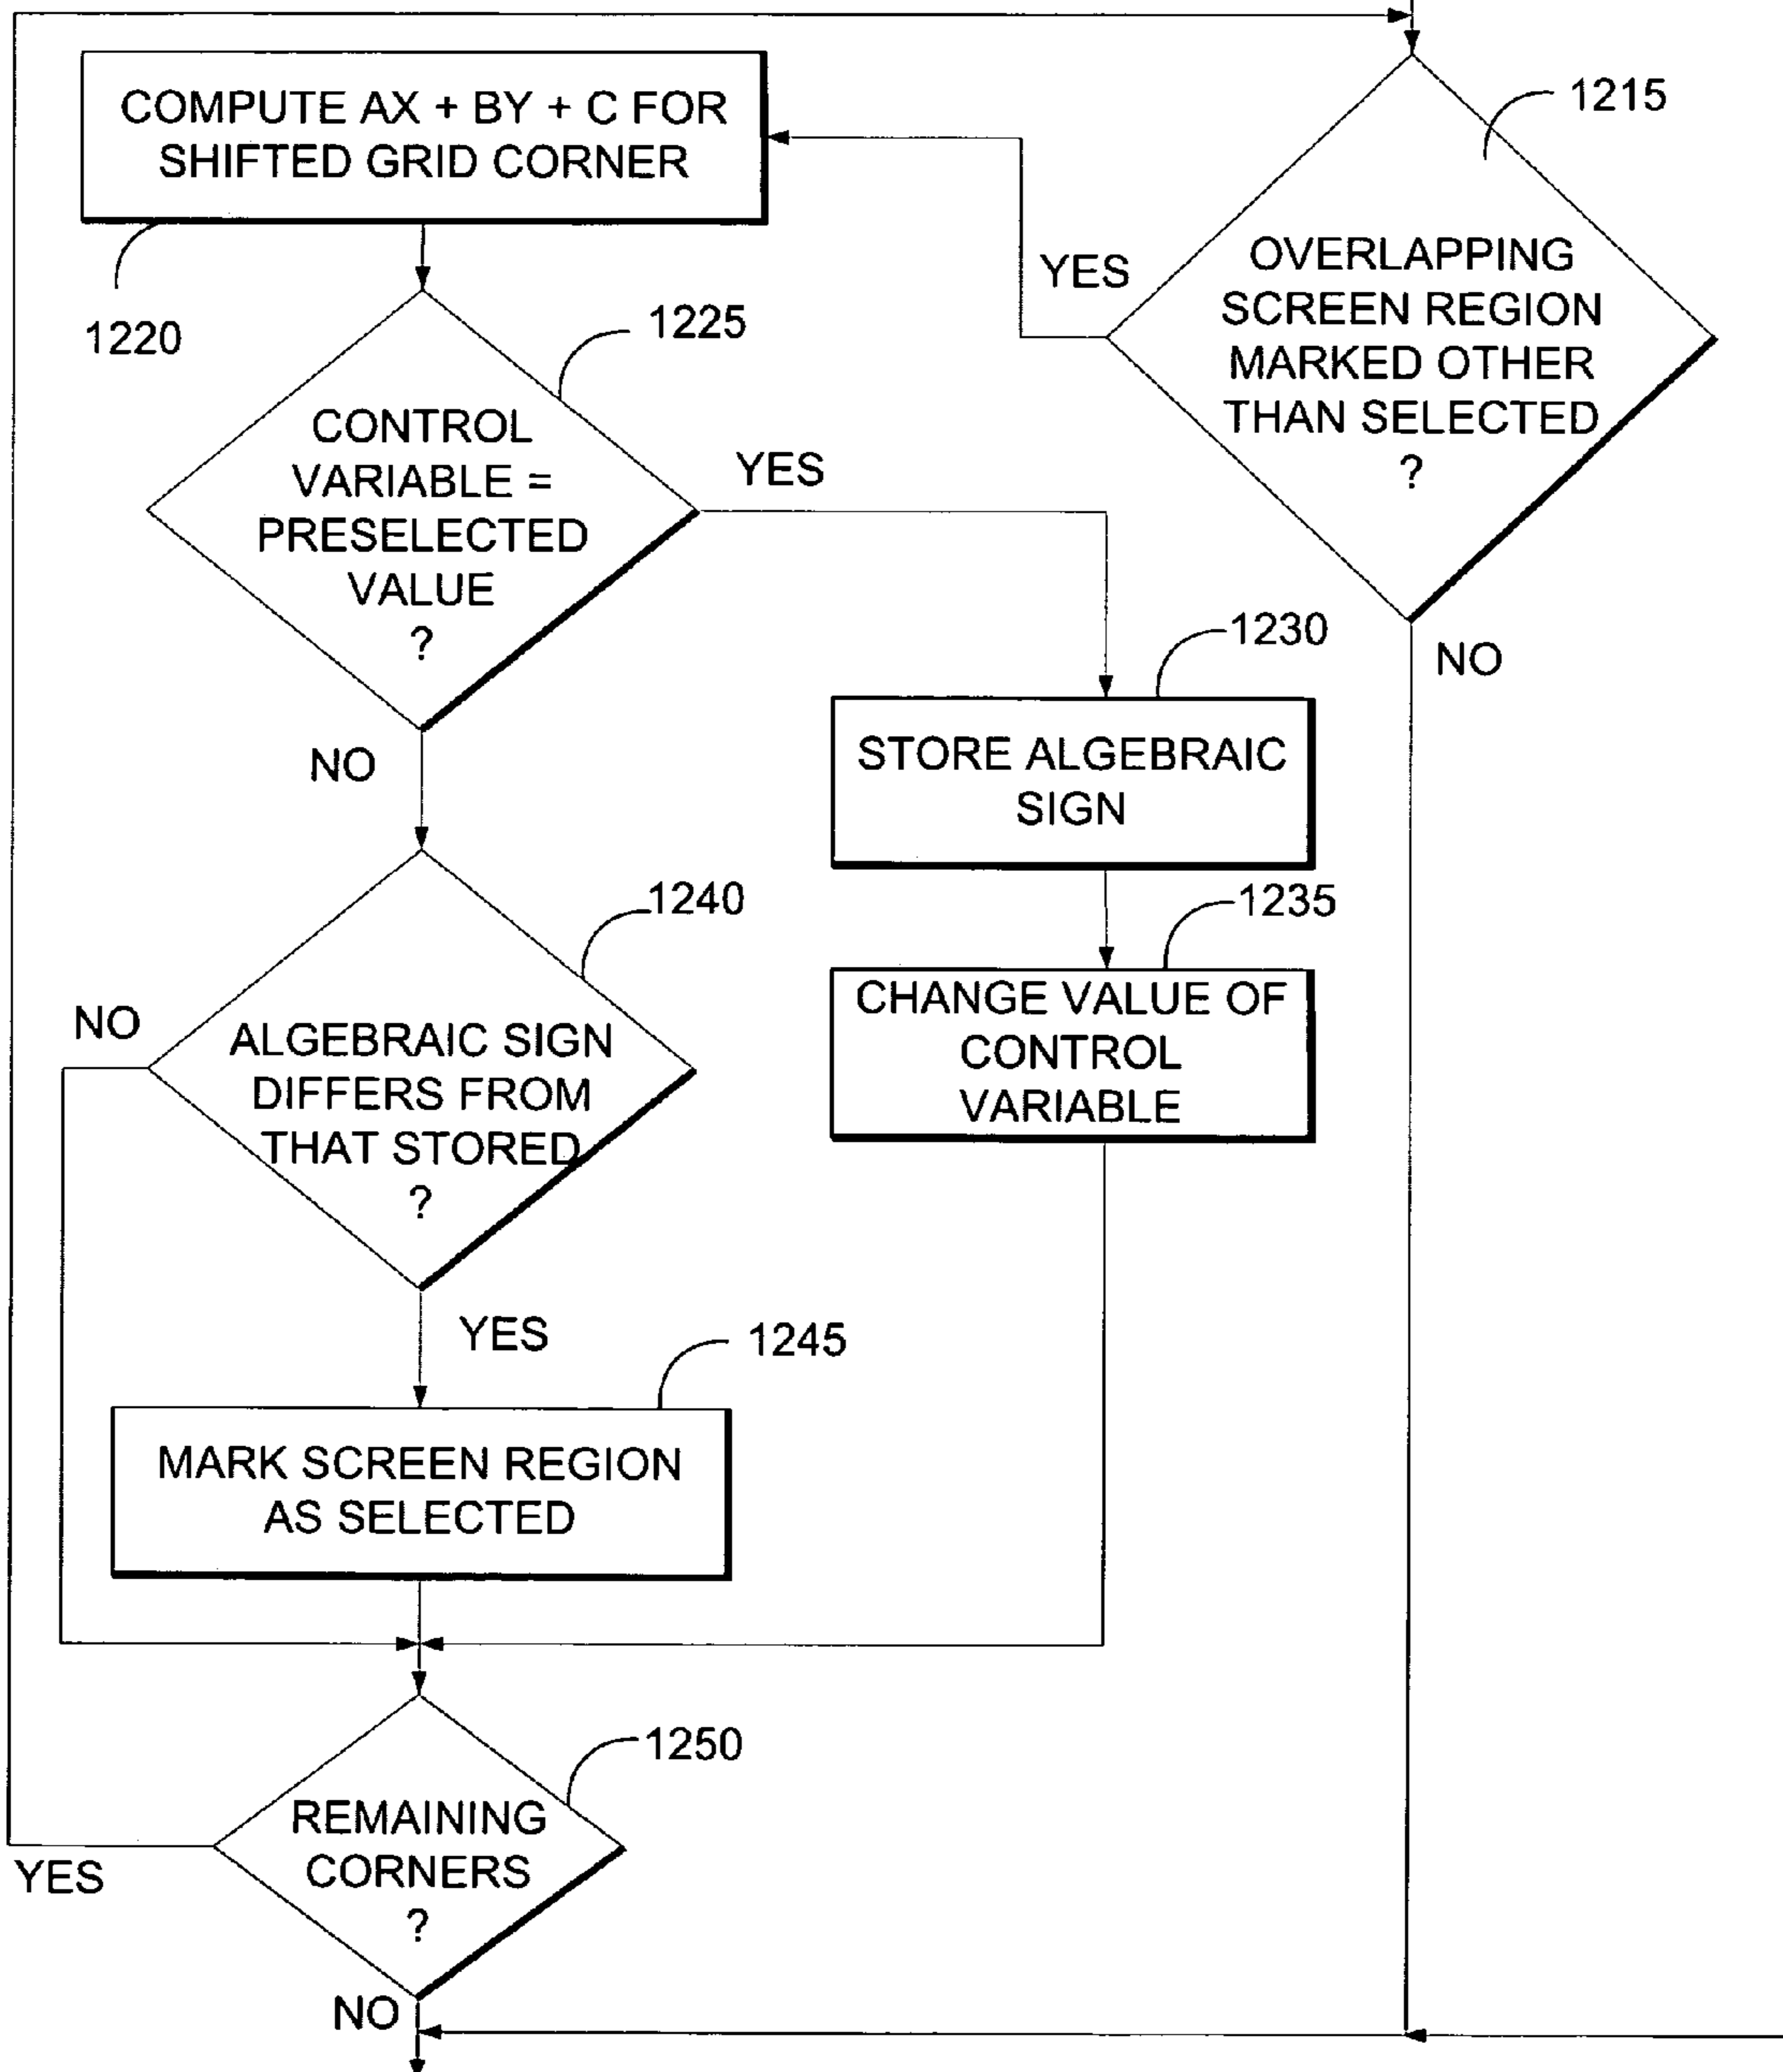 COMPUTE AX + BY + C FOR
SHIFTED GRID CORNER
1220
1215
OVERLAPPING
SCREEN REGION
MARKED OTHER
THAN SELECTED
?
YES
NO
1225
CONTROL
VARIABLE =
PRESELECTED
VALUE
?
YES
NO
1230
STORE ALGEBRAIC
SIGN
1235
CHANGE VALUE OF
CONTROL
VARIABLE
1240
ALGEBRAIC SIGN
DIFFERS FROM
THAT STORED
?
NO
YES
1245
MARK SCREEN REGION
AS SELECTED
1250
REMAINING
CORNERS
?
YES
NO